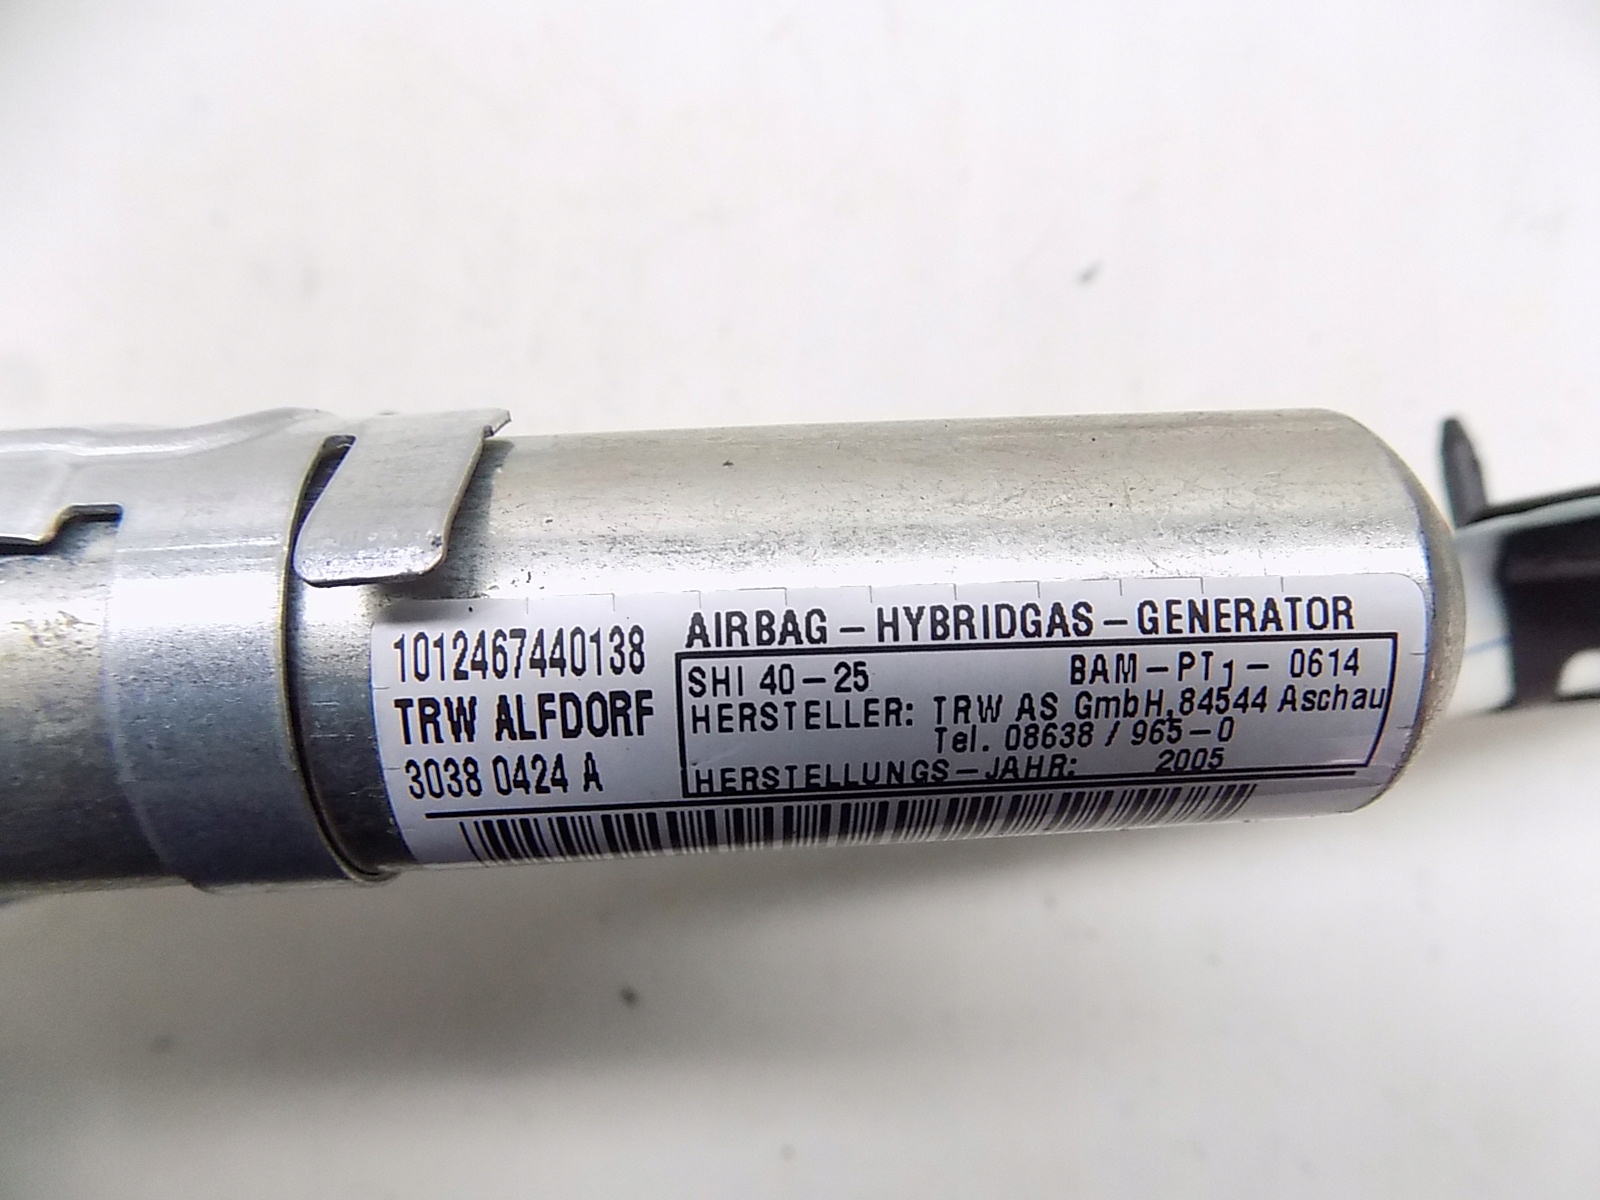 1012467440138
TRW ALFDORF
3038 0424 A
AIRBAG - HYBRIDGAS - GENERATOR
SHI 40-25 BAM-PT1- 0614
HERSTELLER: TRW AS GmbH, 84544 Aschau
Tel. 08638 / 965-0
HERSTELLUNGS-JAHR: 2005